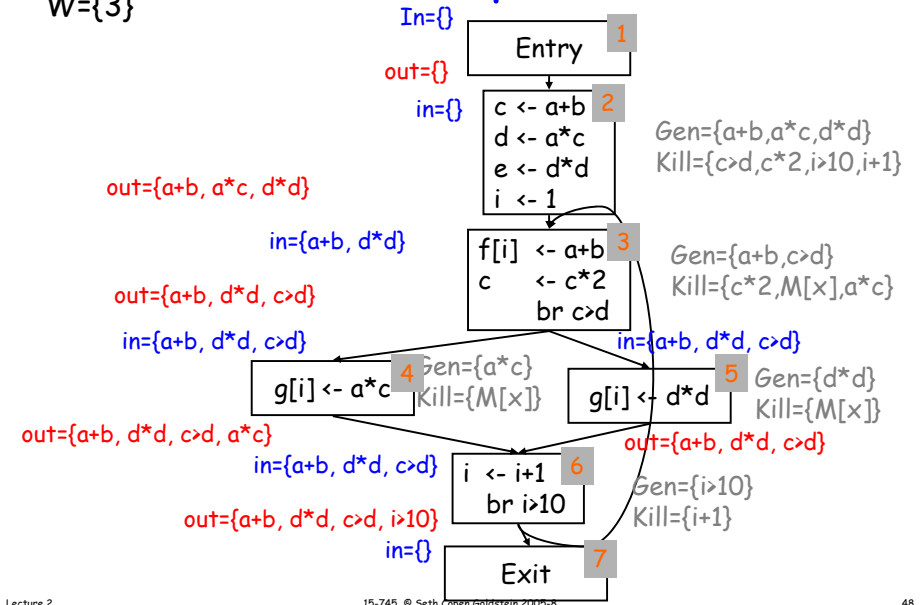 W={3}
In={}
1
Entry
out={}
in={}
2
c <- a+b
d <- a*c
e <- d*d
i <- 1
Gen={a+b,a*c,d*d}
Kill={c>d,c*2,i>10,i+1}
out={a+b, a*c, d*d}
in={a+b, d*d}
3
f[i] <- a+b
c <- c*2
br c>d
Gen={a+b,c>d}
Kill={c*2,M[x],a*c}
out={a+b, d*d, c>d}
in={a+b, d*d, c>d}
in={a+b, d*d, c>d}
4
g[i] <- a*c
Gen={a*c}
Kill={M[x]}
5
g[i] <- d*d
Gen={d*d}
Kill={M[x]}
out={a+b, d*d, c>d, a*c}
out={a+b, d*d, c>d}
in={a+b, d*d, c>d}
6
i <- i+1
br i>10
Gen={i>10}
Kill={i+1}
out={a+b, d*d, c>d, i>10}
in={}
7
Exit
Lecture 2
15-745 © Seth Copen Goldstein 2005-8
48